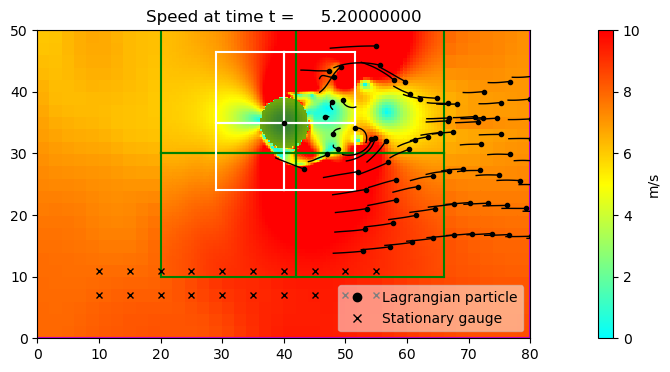 Speed at time t = 5.20000000
50
40
30
20
10
0
0 10 20 30 40 50 60 70 80
Lagrangian particle
Stationary gauge
10
8
6
4
2
0
m/s